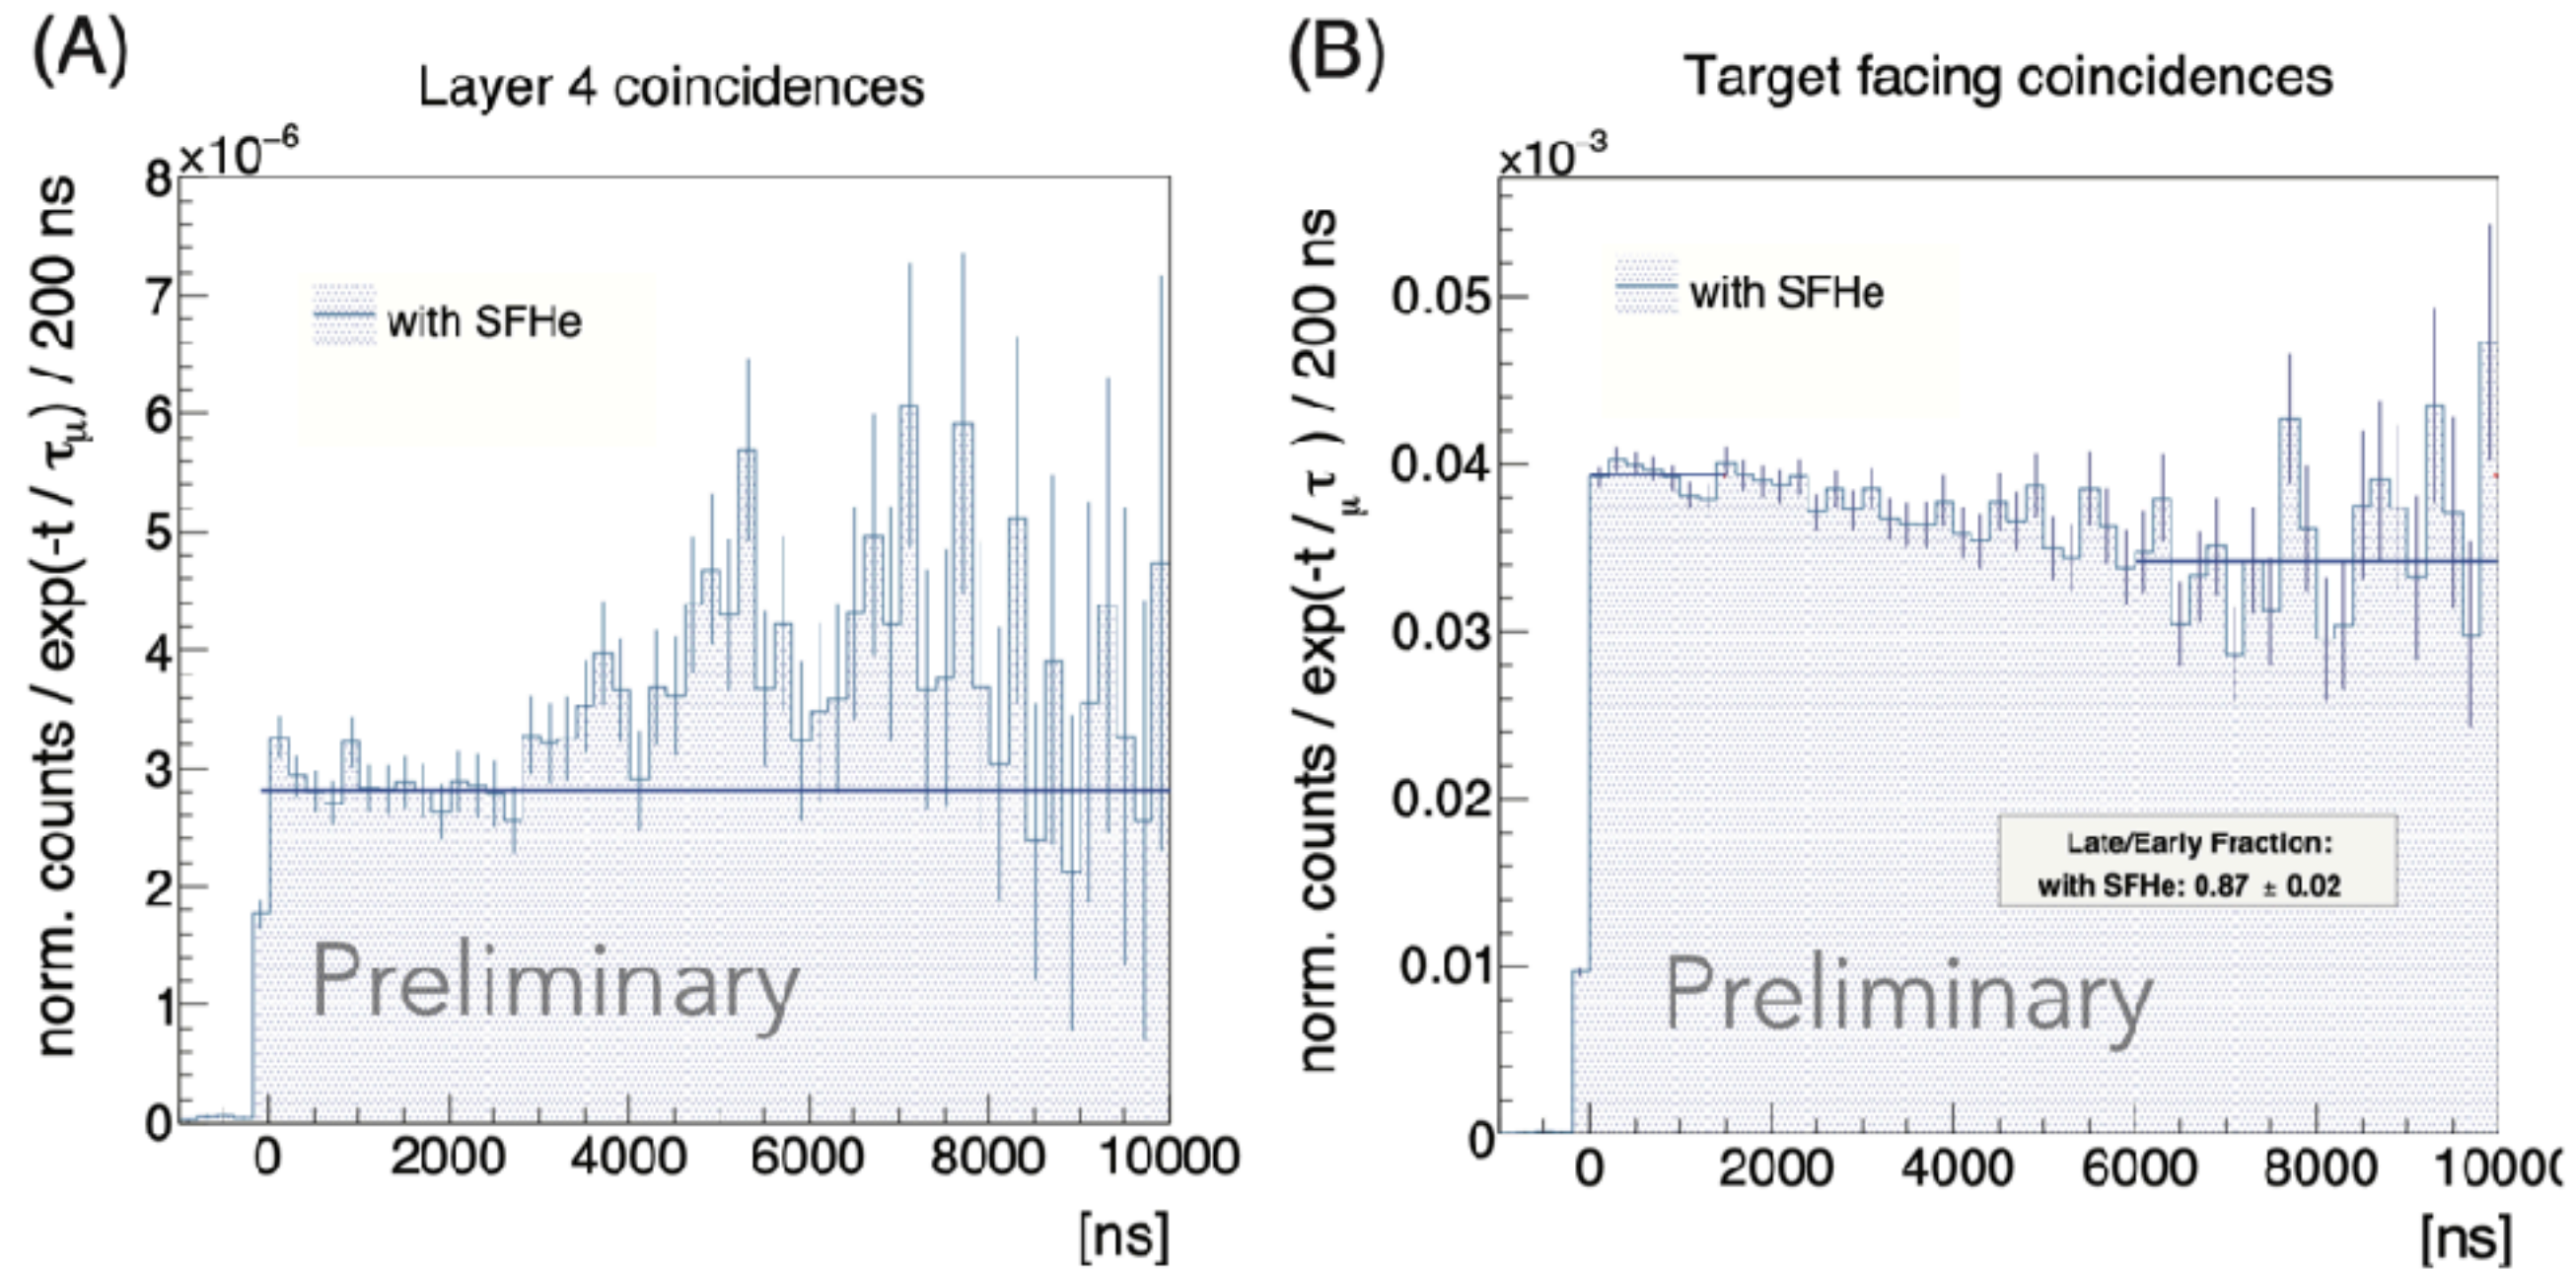 (A)
Layer 4 coincidences
×10⁻⁶
norm. counts / exp(-t / τμ) / 200 ns
8
7
6
5
4
3
2
1
0
with SFHe
Preliminary
0 2000 4000 6000 8000 10000
[ns]
(B)
Target facing coincidences
×10⁻³
norm. counts / exp(-t / τμ) / 200 ns
0.05
0.04
0.03
0.02
0.01
0
with SFHe
Late/Early Fraction:
with SFHe: 0.87 ± 0.02
Preliminary
0 2000 4000 6000 8000 1000
[ns]